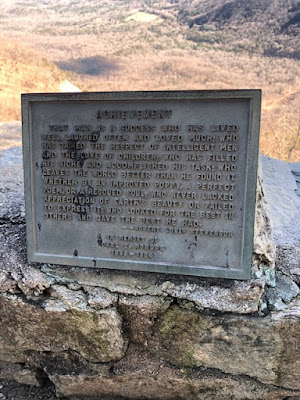 ACHIEVEMENT
THAT MAN IS A SUCCESS WHO HAS LIVED
WELL, LAUGHED OFTEN AND LOVED MUCH; WHO
HAS GAINED THE RESPECT OF INTELLIGENT MEN
AND THE LOVE OF CHILDREN; WHO HAS FILLED
HIS NICHE AND ACCOMPLISHED HIS TASK; WHO
LEAVES THE WORLD BETTER THAN HE FOUND IT
WHETHER BY AN IMPROVED POPPY, A PERFECT
POEM, OR A RESCUED SOUL; WHO NEVER LACKED
APPRECIATION OF EARTH'S BEAUTY OR FAILED
TO EXPRESS IT; WHO LOOKED FOR THE BEST IN
OTHERS AND GAVE THE BEST HE HAD.
—ROBERT LOUIS STEVENSON
IN MEMORY OF